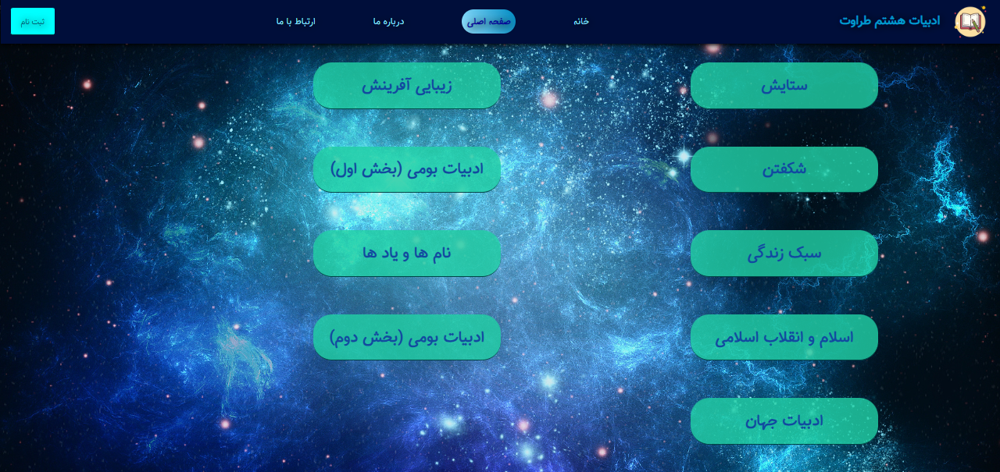 ادبیات هشتم طراوت
خانه
صفحه اصلی
درباره ما
ارتباط با ما
ثبت نام
ستایش
زیبایی آفرینش
شکفتن
ادبیات بومی (بخش اول)
سبک زندگی
نام ها و یاد ها
اسلام و انقلاب اسلامی
ادبیات بومی (بخش دوم)
ادبیات جهان